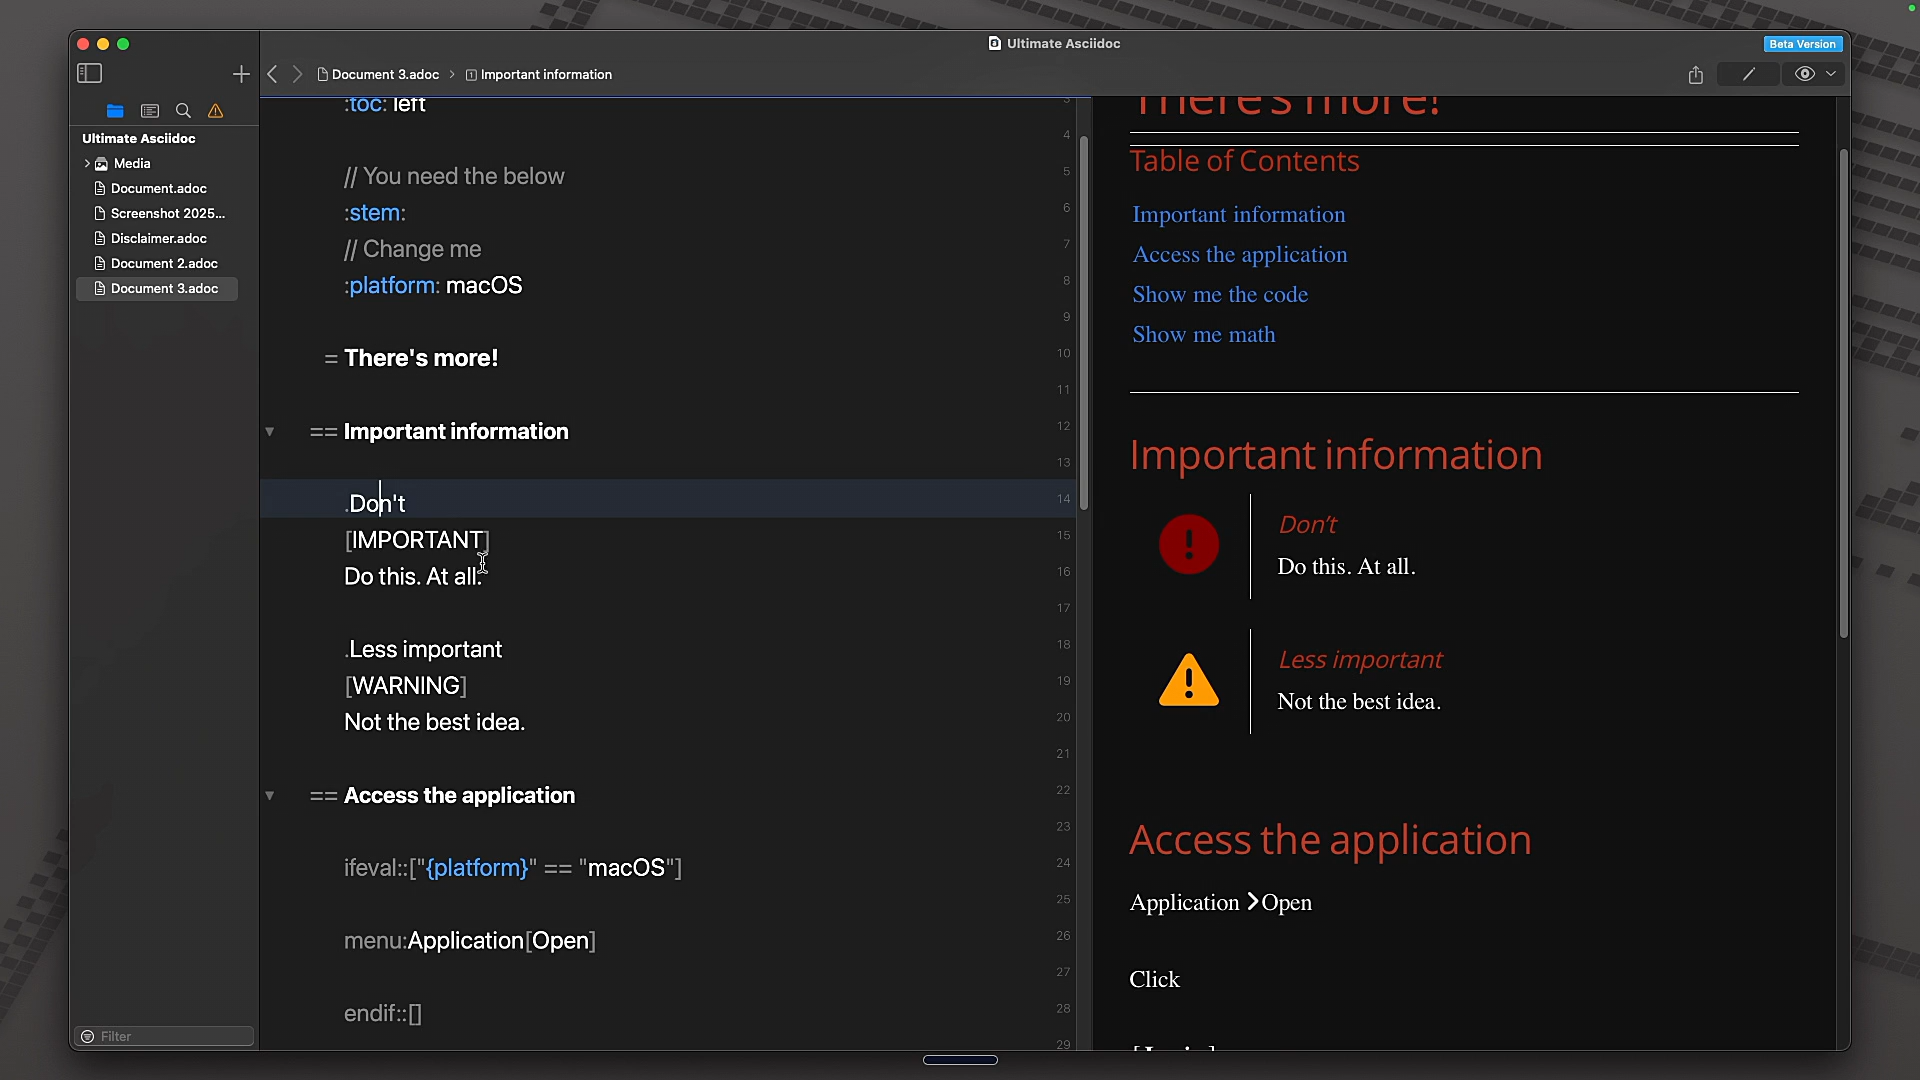 Ultimate Asciidoc
Beta Version
Document 3.adoc
Important information
Ultimate Asciidoc
Media
Document.adoc
Screenshot 2025...
Disclaimer.adoc
Document 2.adoc
Document 3.adoc
Filter
:toc: left
3
4
// You need the below
5
:stem:
6
// Change me
7
:platform: macOS
8
9
= There's more!
10
11
== Important information
12
13
.Don't
14
[IMPORTANT]
15
Do this. At all.
16
17
.Less important
18
[WARNING]
19
Not the best idea.
20
21
== Access the application
22
23
ifeval::["{platform}" == "macOS"]
24
25
menu:Application[Open]
26
27
endif::[]
28
29
There's more!
Table of Contents
Important information
Access the application
Show me the code
Show me math
Important information
Don't
Do this. At all.
Less important
Not the best idea.
Access the application
Application > Open
Click